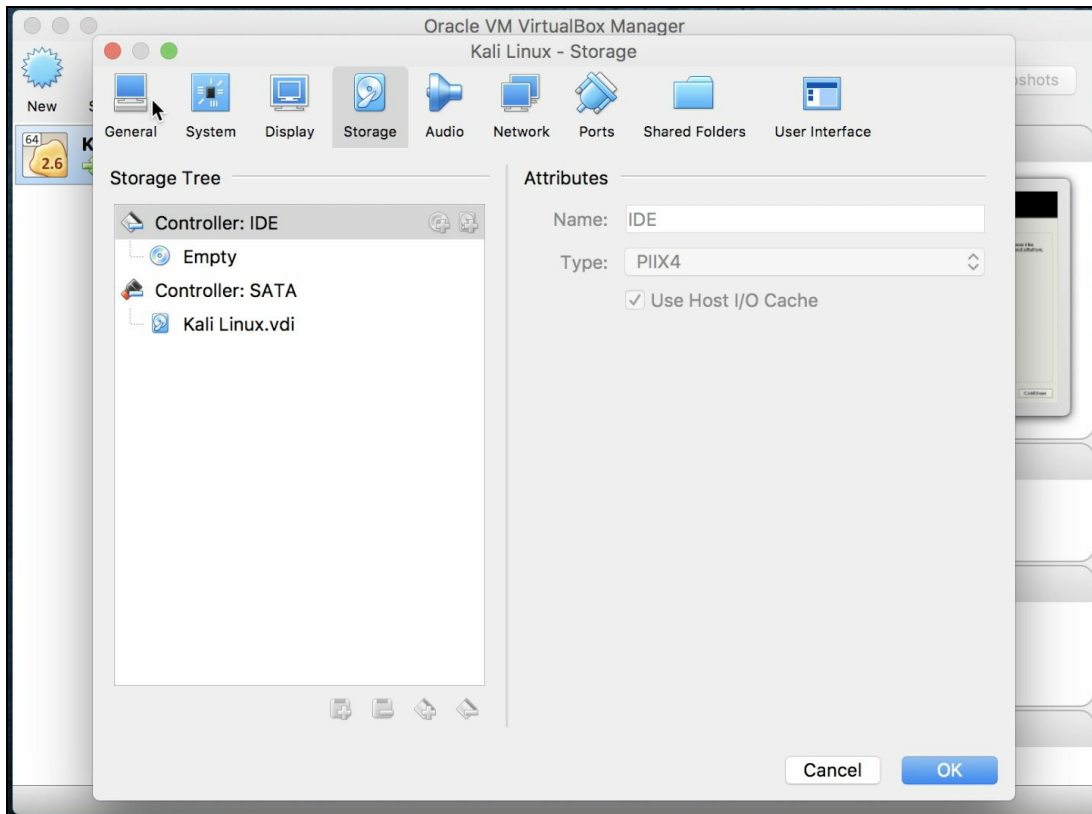 Oracle VM VirtualBox Manager
Kali Linux - Storage
New
General
System
Display
Storage
Audio
Network
Ports
Shared Folders
User Interface
64
2.6
K
Storage Tree
Controller: IDE
Empty
Controller: SATA
Kali Linux.vdi
Attributes
Name: IDE
Type: PIIX4
Use Host I/O Cache
Continue
Cancel
OK